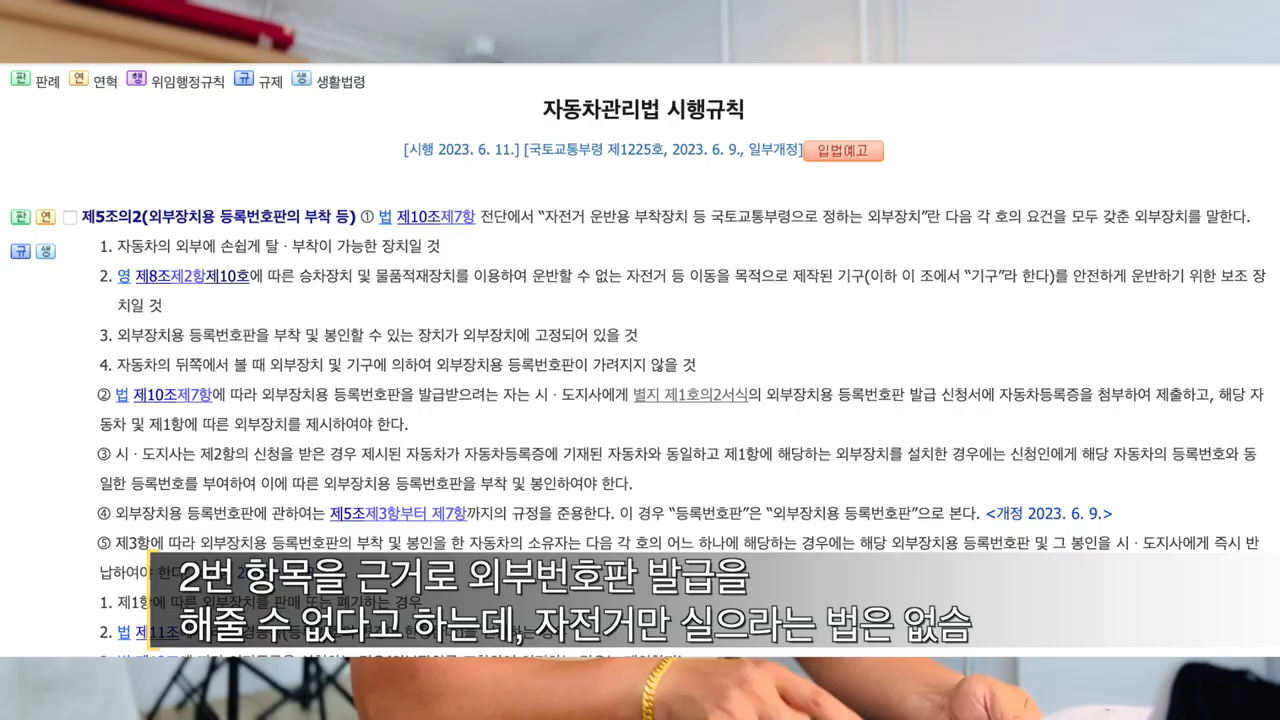 판 판례 연 연혁 행 위임행정규칙 규 규제 생 생활법령
자동차관리법 시행규칙
[시행 2023. 6. 11.] [국토교통부령 제1225호, 2023. 6. 9., 일부개정] 입법예고
판 연 제5조의2(외부장치용 등록번호판의 부착 등) ① 법 제10조제7항 전단에서 “자전거 운반용 부착장치 등 국토교통부령으로 정하는 외부장치”란 다음 각 호의 요건을 모두 갖춘 외부장치를 말한다.
규 생 1. 자동차의 외부에 손쉽게 탈ㆍ부착이 가능한 장치일 것
2. 영 제8조제2항제10호에 따른 승차장치 및 물품적재장치를 이용하여 운반할 수 없는 자전거 등 이동을 목적으로 제작된 기구(이하 이 조에서 “기구”라 한다)를 안전하게 운반하기 위한 보조 장
치일 것
3. 외부장치용 등록번호판을 부착 및 봉인할 수 있는 장치가 외부장치에 고정되어 있을 것
4. 자동차의 뒤쪽에서 볼 때 외부장치 및 기구에 의하여 외부장치용 등록번호판이 가려지지 않을 것
② 법 제10조제7항에 따라 외부장치용 등록번호판을 발급받으려는 자는 시ㆍ도지사에게 별지 제1호의2서식의 외부장치용 등록번호판 발급 신청서에 자동차등록증을 첨부하여 제출하고, 해당 자
동차 및 제1항에 따른 외부장치를 제시하여야 한다.
③ 시ㆍ도지사는 제2항의 신청을 받은 경우 제시된 자동차가 자동차등록증에 기재된 자동차와 동일하고 제1항에 해당하는 외부장치를 설치한 경우에는 신청인에게 해당 자동차의 등록번호와 동
일한 등록번호를 부여하여 이에 따른 외부장치용 등록번호판을 부착 및 봉인하여야 한다.
④ 외부장치용 등록번호판에 관하여는 제5조제3항부터 제7항까지의 규정을 준용한다. 이 경우 “등록번호판”은 “외부장치용 등록번호판”으로 본다. <개정 2023. 6. 9.>
⑤ 제3항에 따라 외부장치용 등록번호판의 부착 및 봉인을 한 자동차의 소유자는 다음 각 호의 어느 하나에 해당하는 경우에는 해당 외부장치용 등록번호판 및 그 봉인을 시ㆍ도지사에게 즉시 반
납하여야 한다.
1. 제1항에 따른 외부장치를 판매 또는 폐기하는 경우
2. 법 제11조
2번 항목을 근거로 외부번호판 발급을
해줄 수 없다고 하는데, 자전거만 실으라는 법은 없슴